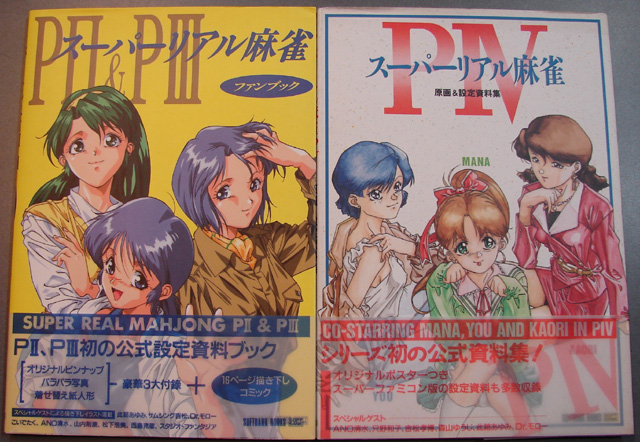 PII & PIII
スーパーリアル麻雀
ファンブック
SUPER REAL MAHJONG PII & PIII
PII、PIII初の公式設定資料ブック
オリジナルピンナップ
パラパラ写真
着せ替え紙人形
豪華3大付録
+
16ページ描き下し
コミック
PIV
スーパーリアル麻雀
原画&設定資料集
MANA
CO-STARRING MANA, YOU AND KAORI IN PIV
シリーズ初の公式資料集!
オリジナルポスターつき
スーパーファミコン版の設定資料も多数収録
YOU
スペシャルゲスト